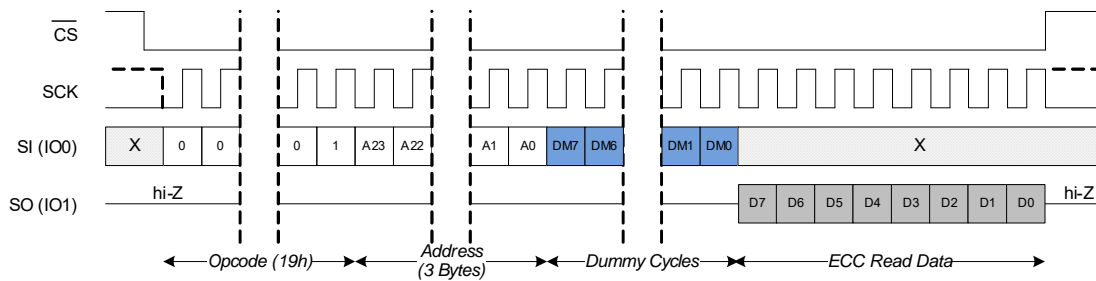 CS
SCK
SI (IO0) X 0 0 0 1 A23 A22 A1 A0 DM7 DM6 DM1 DM0 X
hi-Z hi-Z
SO (IO1) D7 D6 D5 D4 D3 D2 D1 D0
Opcode (19h) Address Dummy Cycles ECC Read Data
(3 Bytes)